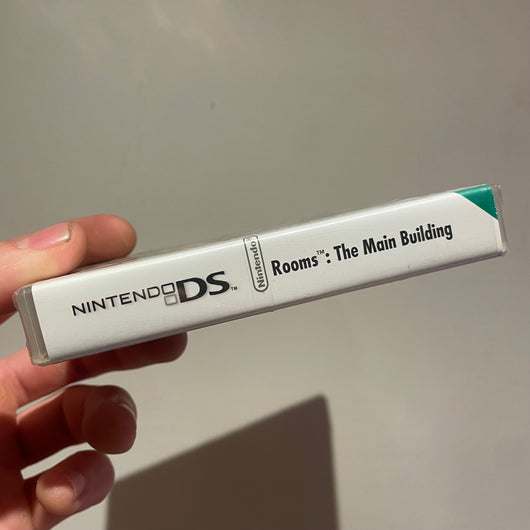 NINTENDO DS™
Nintendo
Rooms™: The Main Building